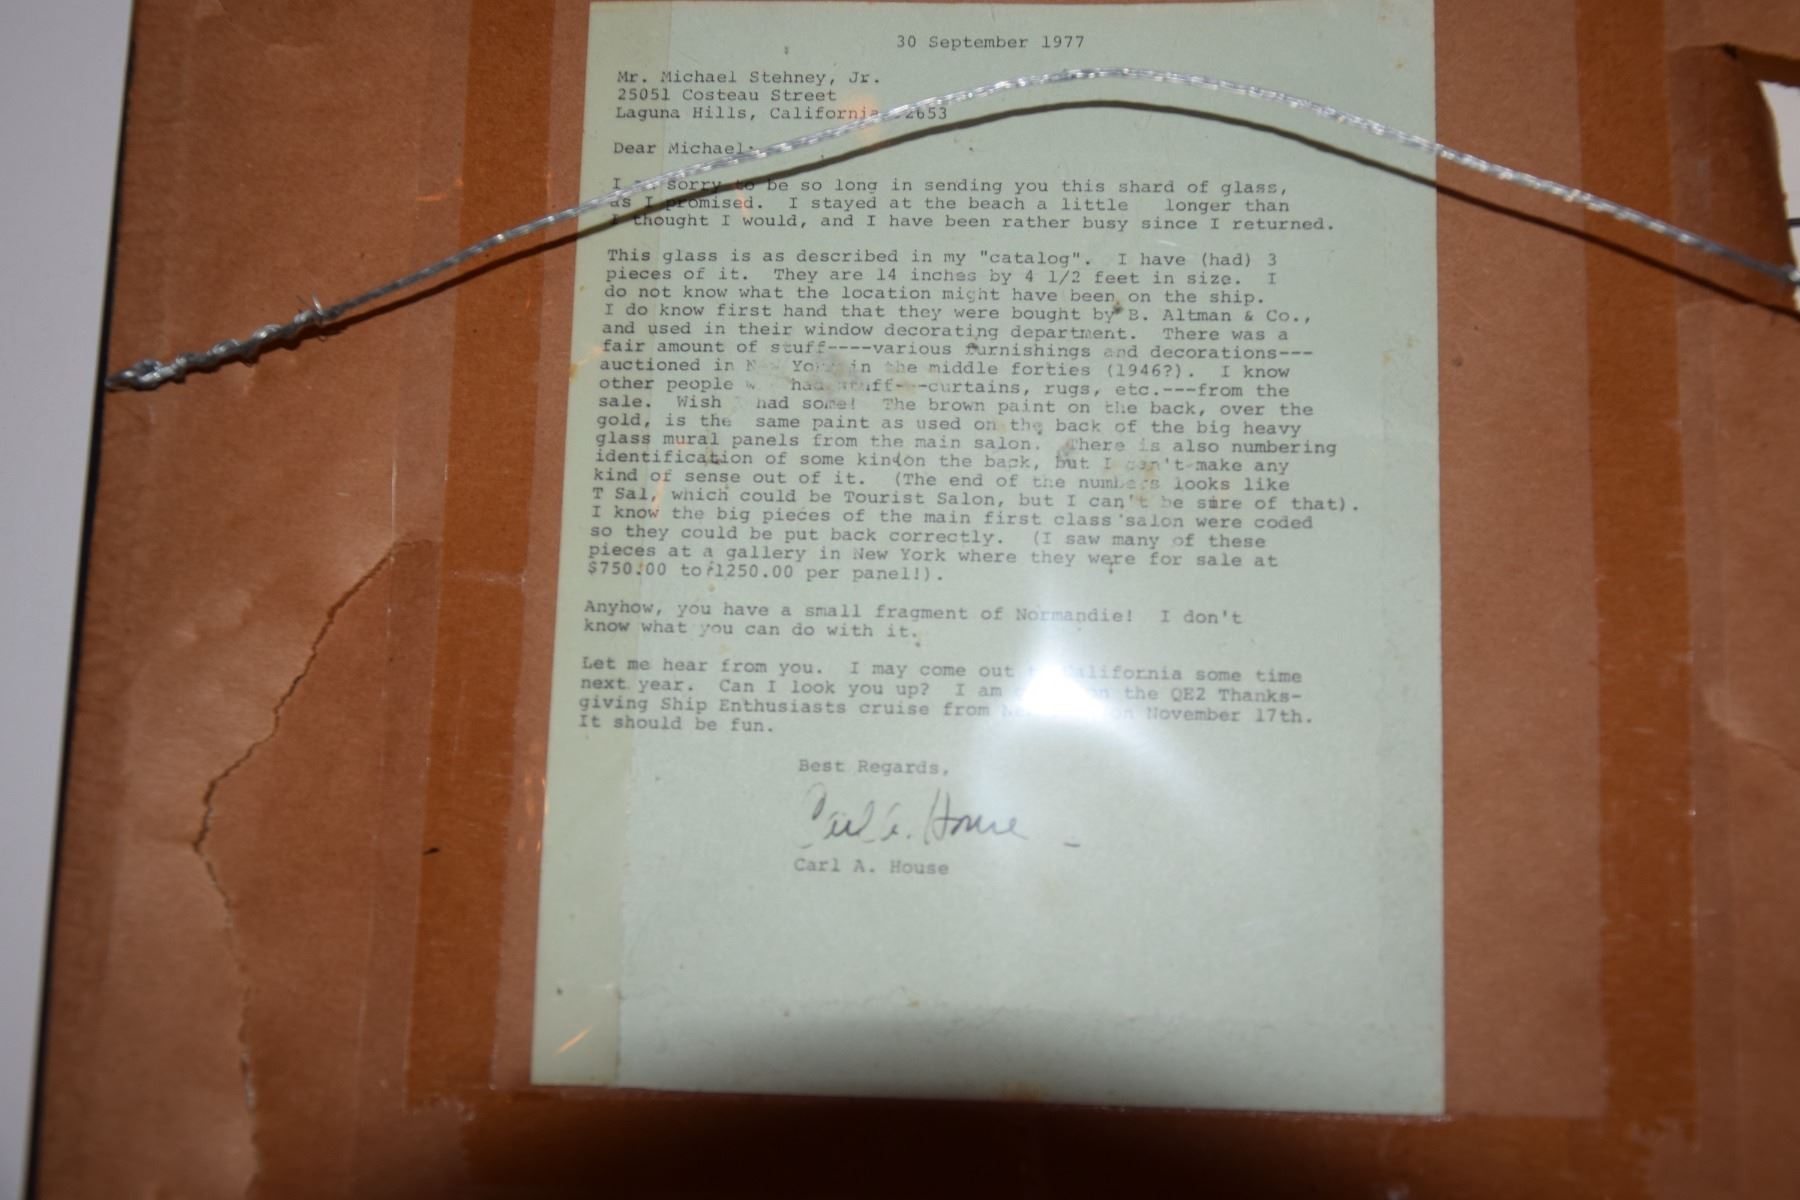 30 September 1977
Mr. Michael Stehney, Jr.
25051 Costeau Street
Laguna Hills, California 2653
Dear Michael:
I sorry to be so long in sending you this shard of glass,
as I promised. I stayed at the beach a little longer than
I thought I would, and I have been rather busy since I returned.
This glass is as described in my "catalog". I have (had) 3
pieces of it. They are 14 inches by 4 1/2 feet in size. I
do not know what the location might have been on the ship.
I do know first hand that they were bought by B. Altman & Co.,
and used in their window decorating department. There was a
fair amount of stuff----various furnishings and decorations---
auctioned in New York in the middle forties (1946?). I know
other people had stuff---curtains, rugs, etc.---from the
sale. Wish I had some! The brown paint on the back, over the
gold, is the same paint as used on the back of the big heavy
glass mural panels from the main salon. There is also numbering
identification of some kindon the back, but I can't make any
kind of sense out of it. (The end of the numbers looks like
T Sal, which could be Tourist Salon, but I can't be sure of that).
I know the big pieces of the main first class salon were coded
so they could be put back correctly. (I saw many of these
pieces at a gallery in New York where they were for sale at
$750.00 to 1250.00 per panel!).
Anyhow, you have a small fragment of Normandie! I don't
know what you can do with it.
Let me hear from you. I may come out California some time
next year. Can I look you up? I am on the QE2 Thanks-
giving Ship Enthusiasts cruise from on November 17th.
It should be fun.
Best Regards,
Carl A. House
Carl A. House